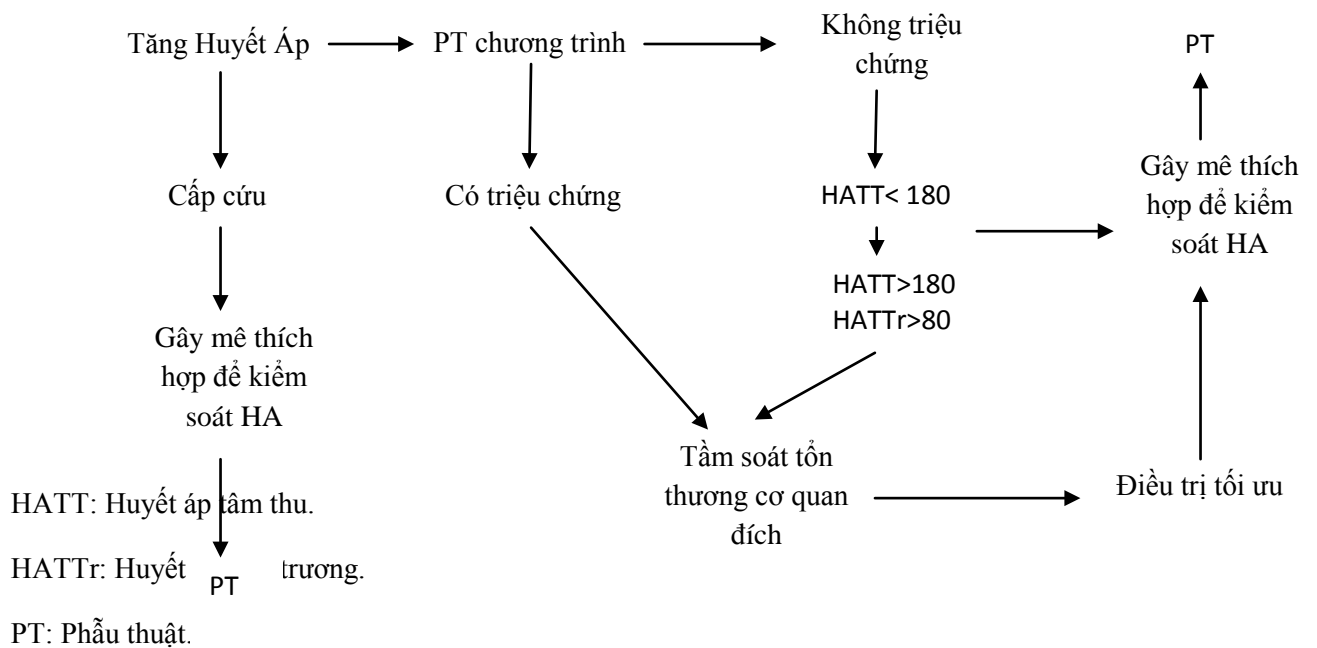 Tăng Huyết Áp
PT chương trình
Không triệu
chứng
PT
Cấp cứu
Có triệu chứng
HATT< 180
Gây mê thích
hợp để kiểm
soát HA
HATT>180
HATTr>80
Gây mê thích
hợp để kiểm
soát HA
Tầm soát tổn
thương cơ quan
đích
Điều trị tối ưu
HATT: Huyết áp tâm thu.
HATTr: Huyết
trương.
PT
PT: Phẫu thuật.